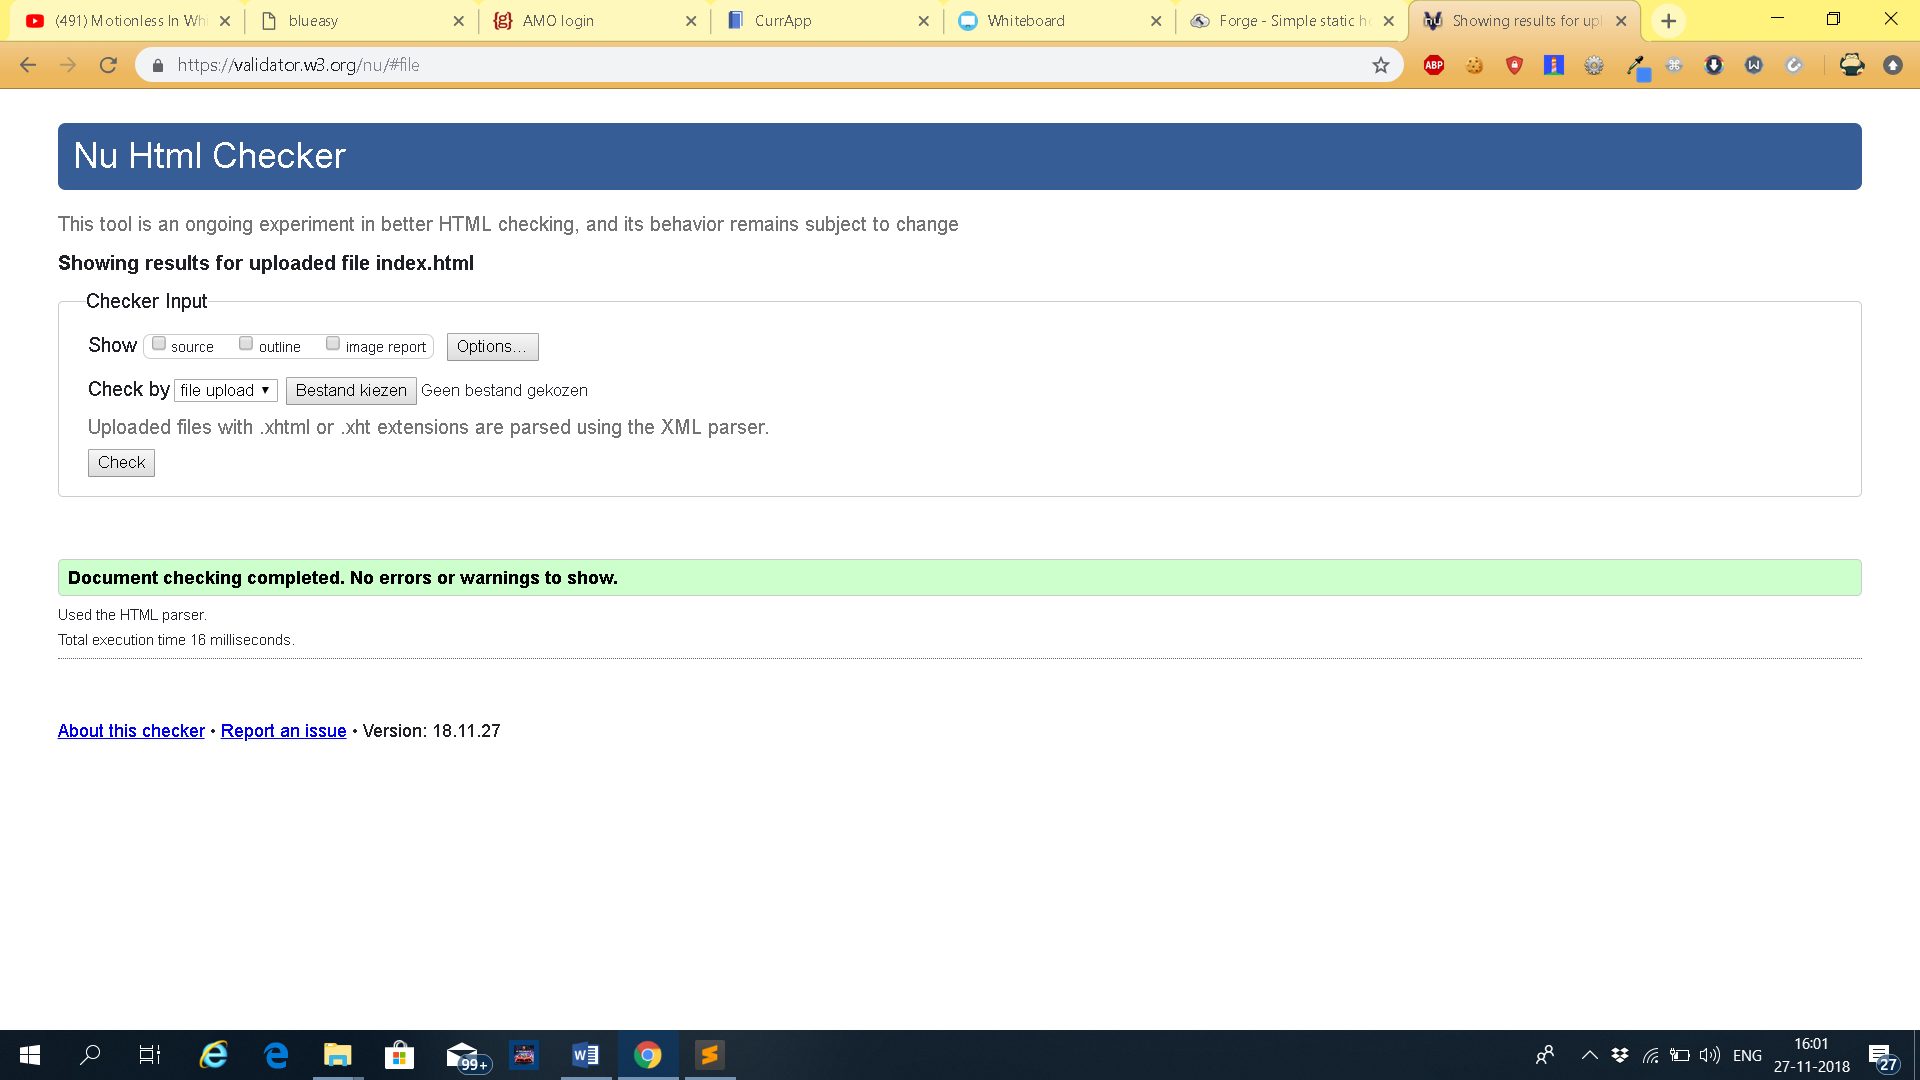 (491) Motionless In Whi
blueasy
AMO login
CurrApp
Whiteboard
Forge - Simple static ho
nu
Showing results for upl
https://validator.w3.org/nu/#file
ABP
Nu Html Checker
This tool is an ongoing experiment in better HTML checking, and its behavior remains subject to change
Showing results for uploaded file index.html
Checker Input
Show source outline image report Options...
Check by file upload Bestand kiezen Geen bestand gekozen
Uploaded files with .xhtml or .xht extensions are parsed using the XML parser.
Check
Document checking completed. No errors or warnings to show.
Used the HTML parser.
Total execution time 16 milliseconds.
About this checker • Report an issue • Version: 18.11.27
99+
ENG
16:01
27-11-2018
27